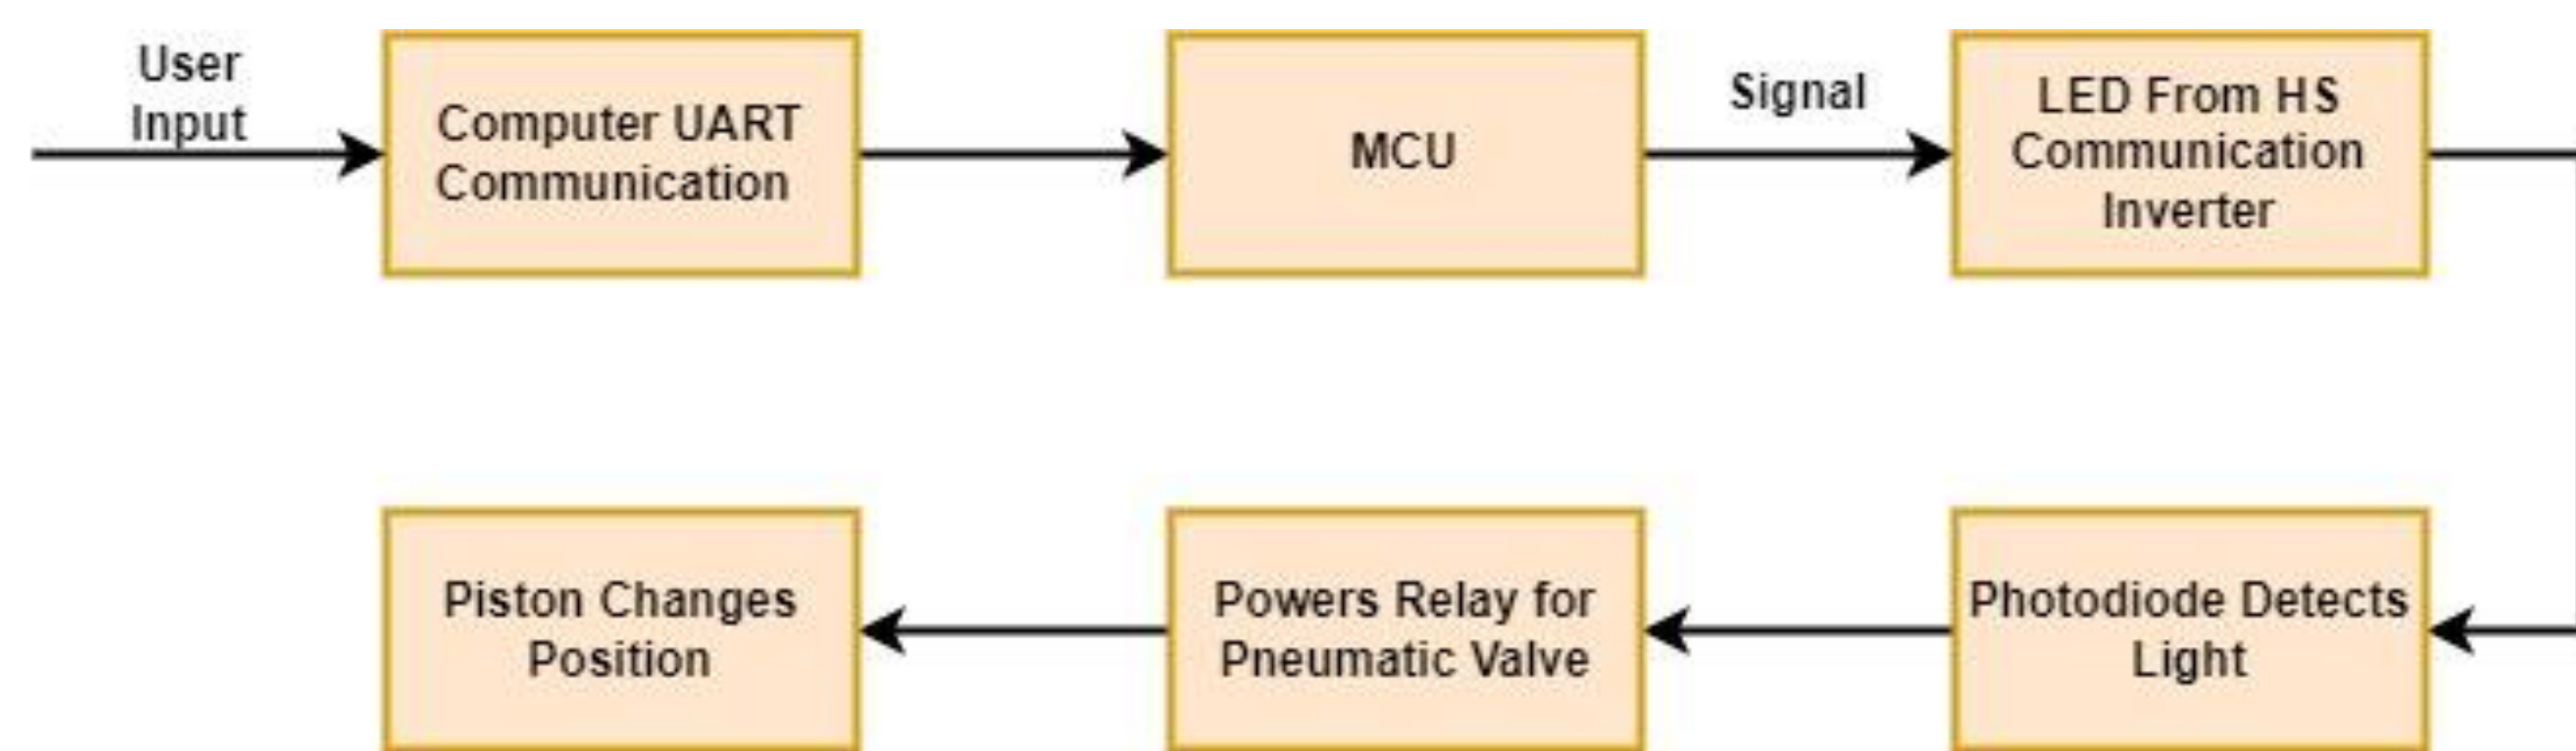 User
Input
Computer UART
Communication
MCU
Signal
LED From HS
Communication
Inverter
Photodiode Detects
Light
Powers Relay for
Pneumatic Valve
Piston Changes
Position